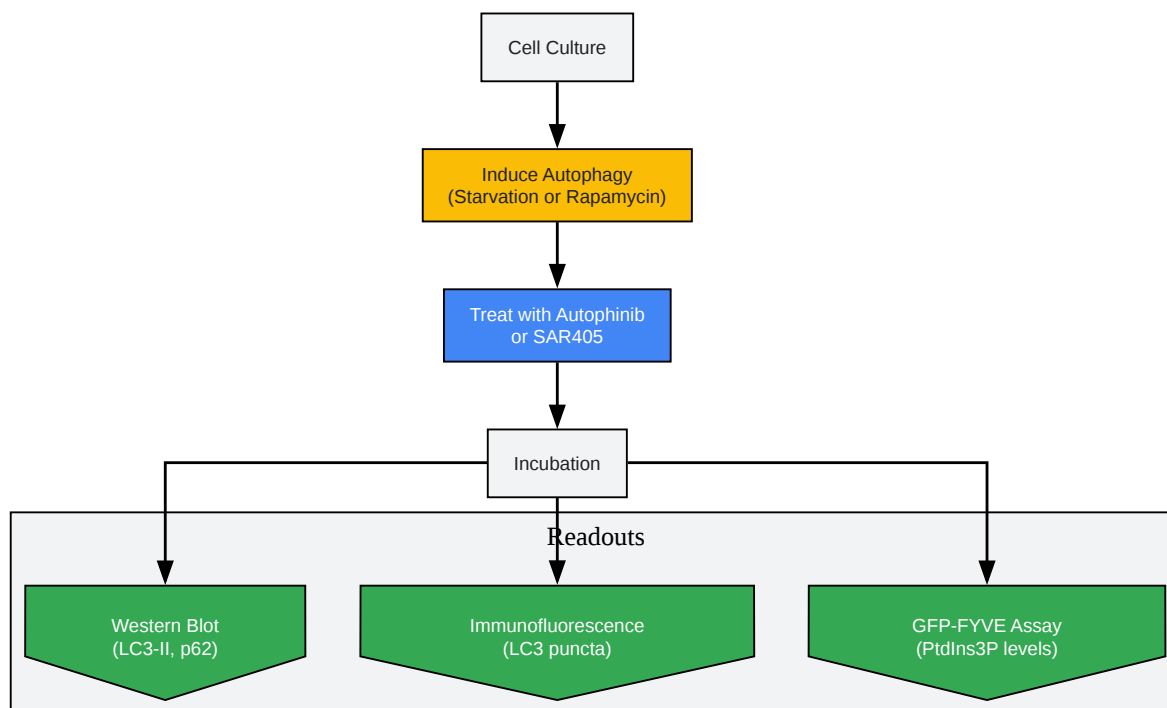 Cell Culture
Induce Autophagy
(Starvation or Rapamycin)
Treat with Autophinib
or SAR405
Incubation
Readouts
Western Blot
(LC3-II, p62)
Immunofluorescence
(LC3 puncta)
GFP-FYVE Assay
(PtdIns3P levels)